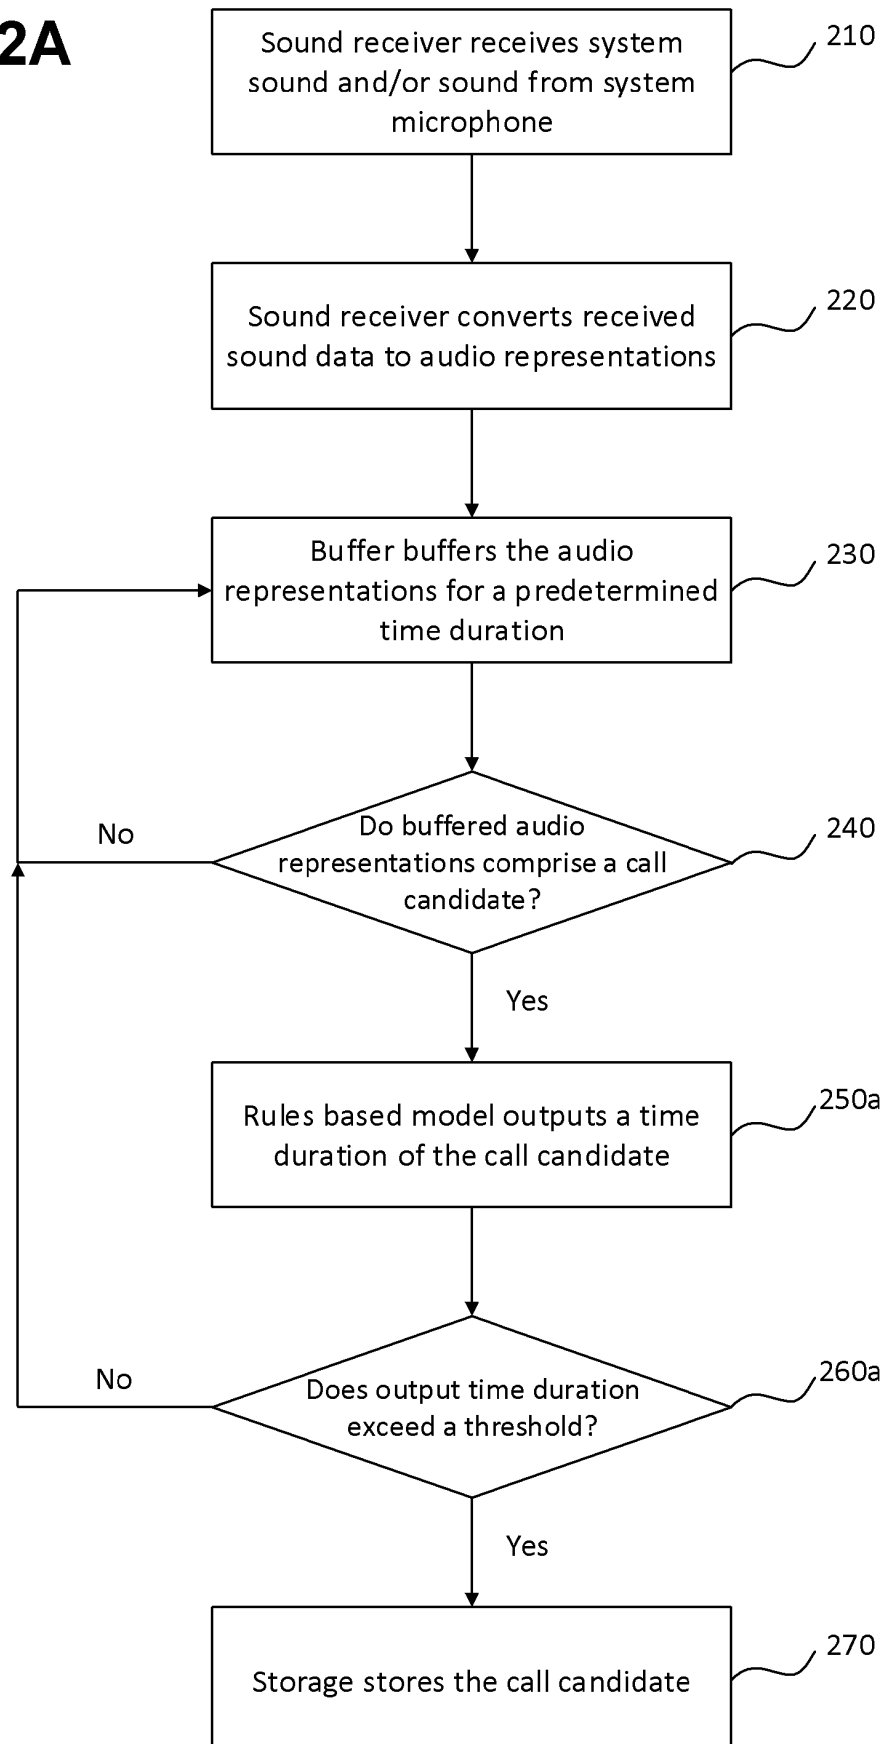 2A
Sound receiver receives system
sound and/or sound from system
microphone
210
Sound receiver converts received
sound data to audio representations
220
Buffer buffers the audio
representations for a predetermined
time duration
230
Do buffered audio
representations comprise a call
candidate?
240
No
Yes
Rules based model outputs a time
duration of the call candidate
250a
Does output time duration
exceed a threshold?
260a
No
Yes
Storage stores the call candidate
270